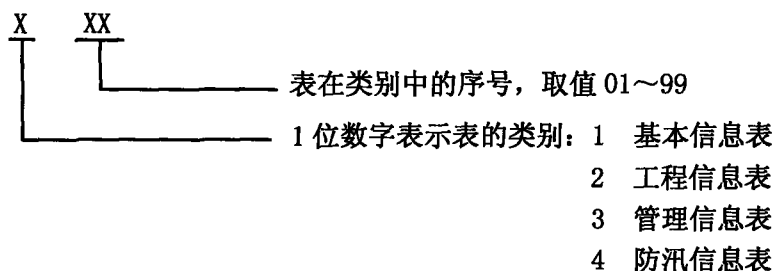 X XX
表在类别中的序号，取值 01～99
1 位数字表示表的类别：1 基本信息表
2 工程信息表
3 管理信息表
4 防汛信息表